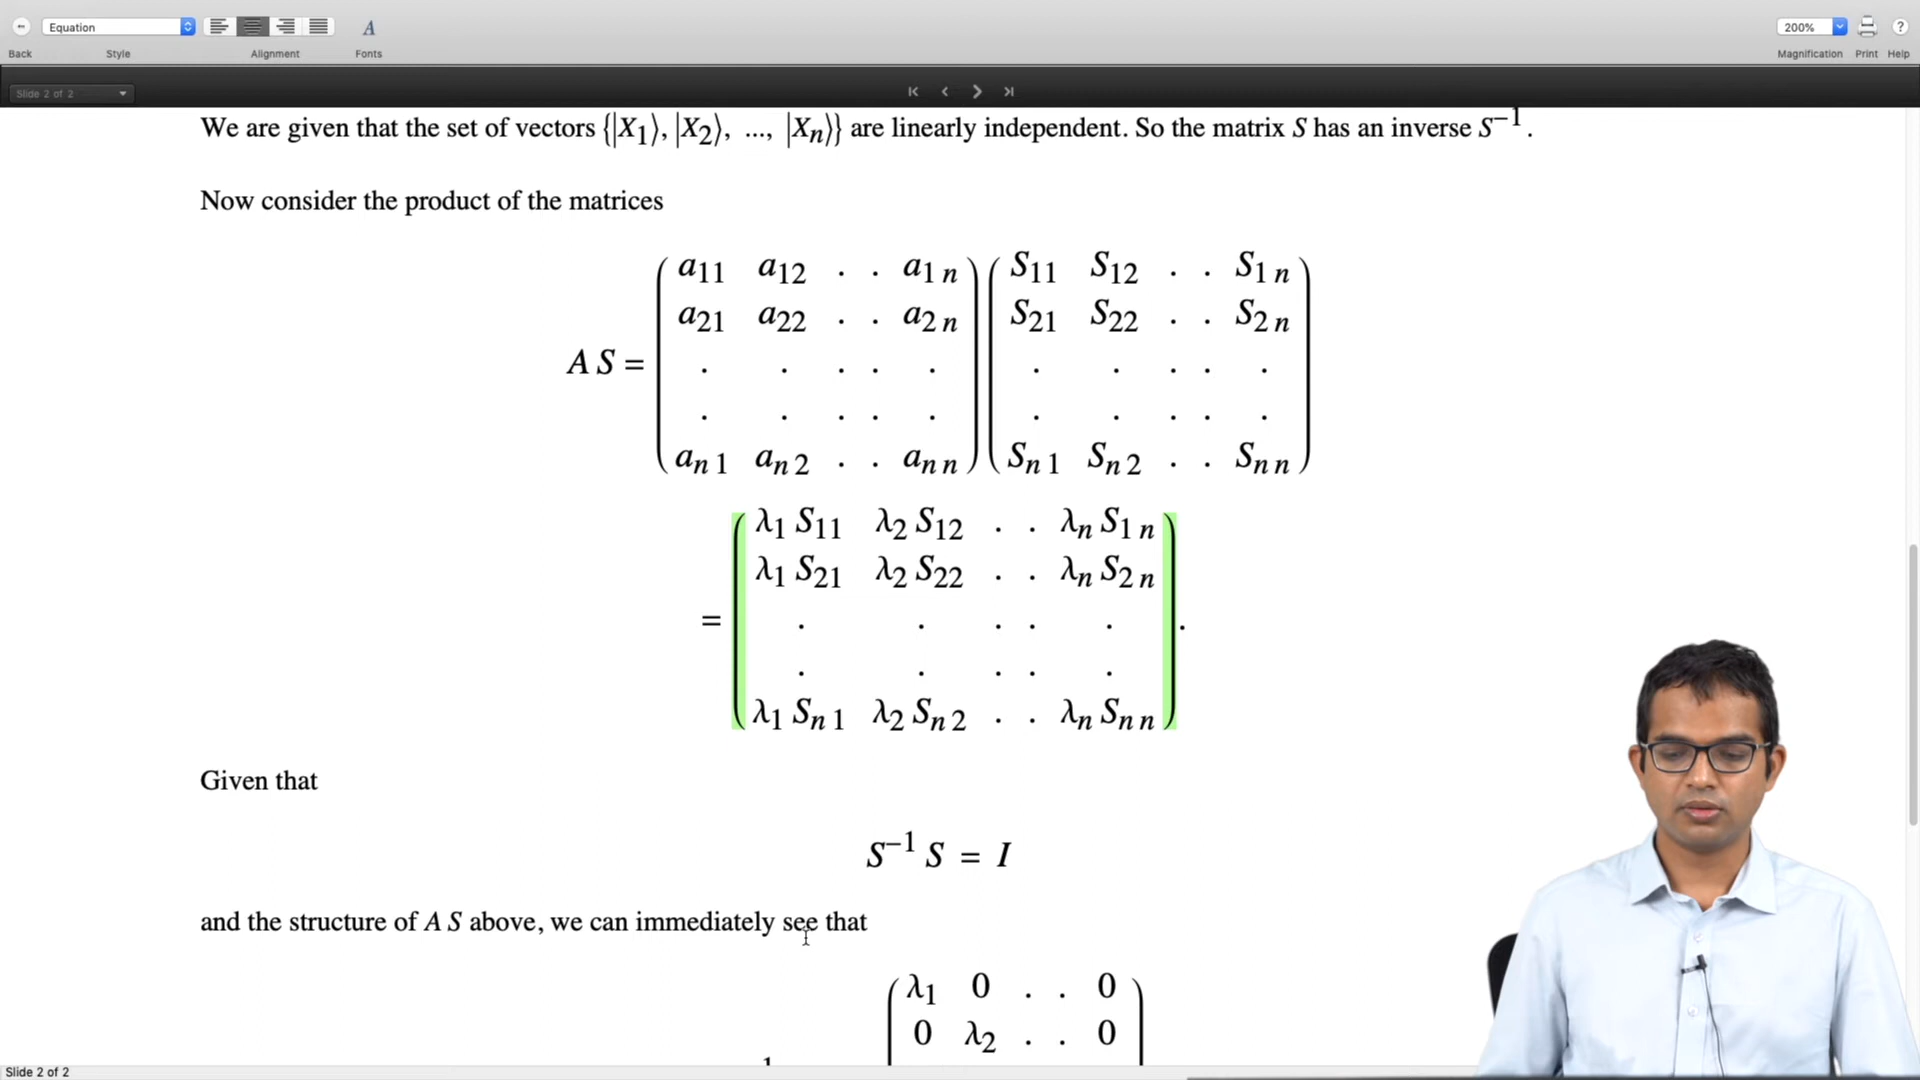 Equation
200%
Back Style Alignment Fonts Magnification Print Help
Slide 2 of 2
We are given that the set of vectors {|X₁⟩, |X₂⟩, ..., |Xₙ⟩} are linearly independent. So the matrix S has an inverse S⁻¹.
Now consider the product of the matrices
a₁₁ a₁₂ . . a₁ₙ S₁₁ S₁₂ . . S₁ₙ
a₂₁ a₂₂ . . a₂ₙ S₂₁ S₂₂ . . S₂ₙ
A S = . . . . . . . . . .
. . . . . . . . . .
aₙ₁ aₙ₂ . . aₙₙ Sₙ₁ Sₙ₂ . . Sₙₙ
λ₁ S₁₁ λ₂ S₁₂ . . λₙ S₁ₙ
λ₁ S₂₁ λ₂ S₂₂ . . λₙ S₂ₙ
= . . . . . .
. . . . .
λ₁ Sₙ₁ λ₂ Sₙ₂ . . λₙ Sₙₙ
Given that
S⁻¹ S = I
and the structure of A S above, we can immediately see that
λ₁ 0 . . 0
0 λ₂ . . 0
Slide 2 of 2